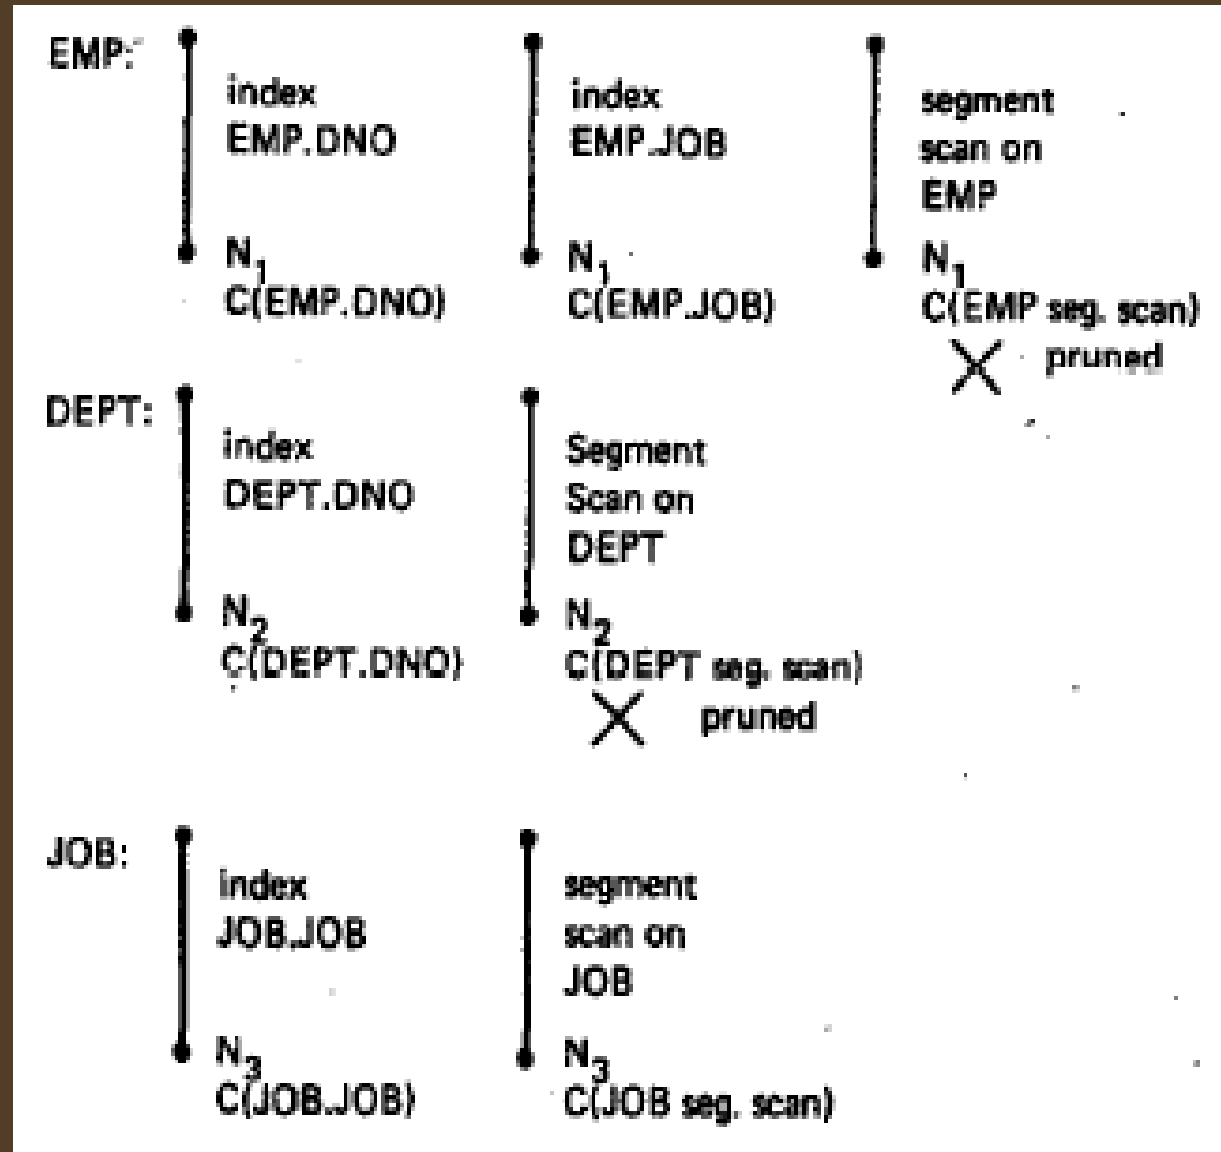 EMP:
index
EMP.DNO
N1
C(EMP.DNO)
index
EMP.JOB
N1
C(EMP.JOB)
segment
scan on
EMP
N1
C(EMP seg. scan)
pruned
DEPT:
index
DEPT.DNO
N2
C(DEPT.DNO)
Segment
Scan on
DEPT
N2
C(DEPT seg. scan)
pruned
JOB:
index
JOB.JOB
N3
C(JOB.JOB)
segment
scan on
JOB
N3
C(JOB seg. scan)